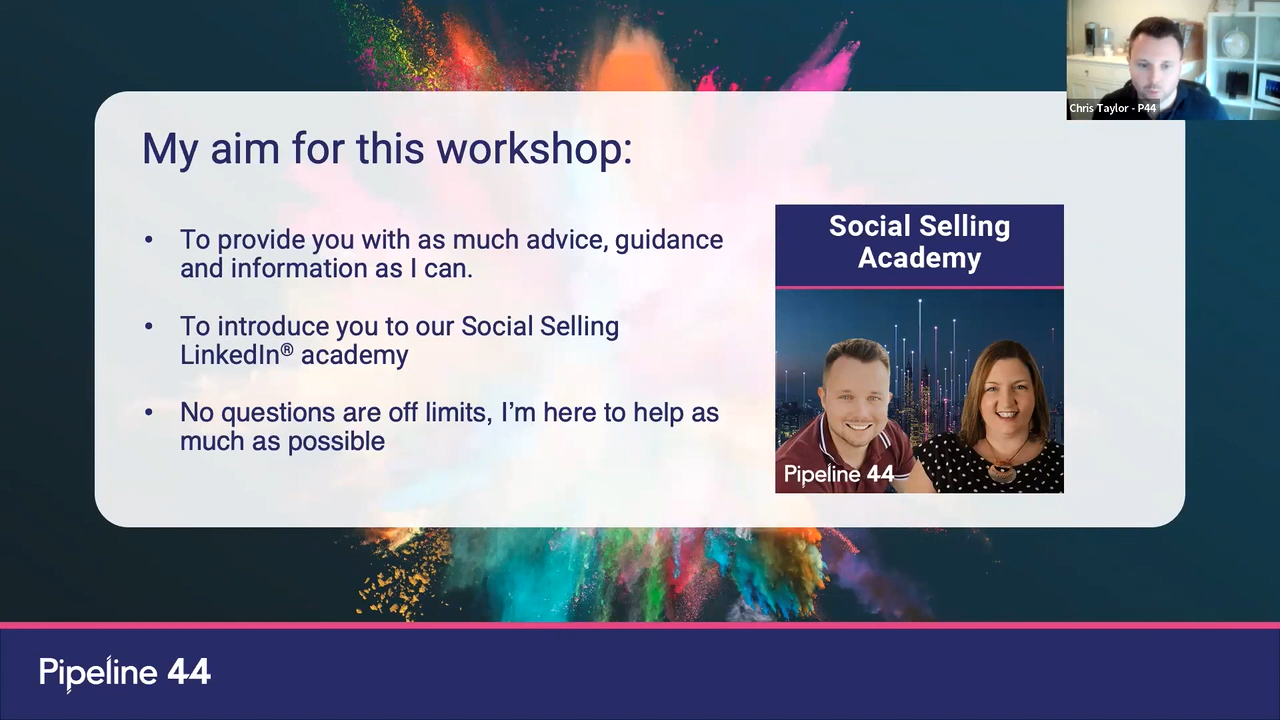 Chris Taylor - P44
My aim for this workshop:
• To provide you with as much advice, guidance
and information as I can.
• To introduce you to our Social Selling
LinkedIn® academy
• No questions are off limits, I'm here to help as
much as possible
Social Selling
Academy
Pipeline 44
Pipeline 44